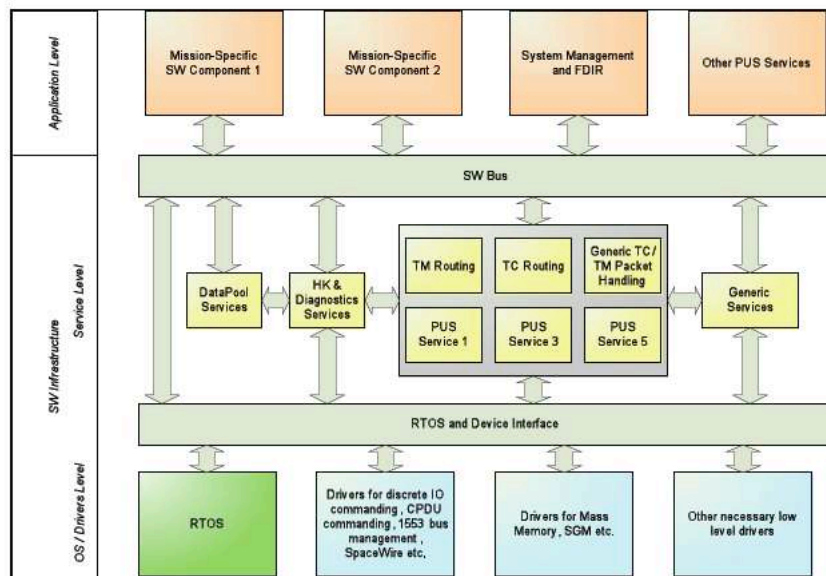 Application Level
Mission-Specific
SW Component 1
Mission-Specific
SW Component 2
System Management
and FDIR
Other PUS Services
SW Bus
SW Infrastructure
Service Level
DataPool
Services
HK &
Diagnostics
Services
TM Routing
TC Routing
Generic TC /
TM Packet
Handling
PUS
Service 1
PUS
Service 3
PUS
Service 5
Generic
Services
RTOS and Device Interface
OS / Drivers Level
RTOS
Drivers for discrete IO
commanding , CPDU
commanding , 1553 bus
management ,
SpaceWire etc.
Drivers for Mass
Memory, SGM etc.
Other necessary low
level drivers